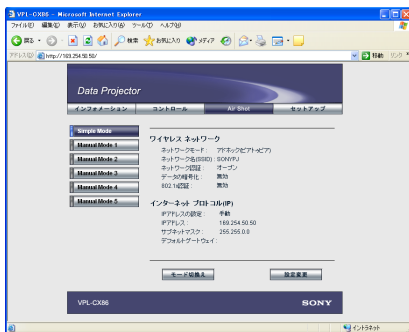 VPL-CX86 - Microsoft Internet Explorer
ファイル(F) 編集(E) 表示(V) お気に入り(A) ツール(T) ヘルプ(H)
戻る 検索 お気に入り メディア
アドレス(D) http://169.254.50.50/ 移動 リンク
Data Projector
インフォメーション コントロール Air Shot セットアップ
Simple Mode
Manual Mode 1
Manual Mode 2
Manual Mode 3
Manual Mode 4
Manual Mode 5
ワイヤレス ネットワーク
ネットワークモード : アドホック(ピアトゥピア)
ネットワーク名(SSID) : SONYPJ
ネットワーク認証 : オープン
データの暗号化 : 無効
802.1x認証 : 無効
インターネット プロトコル(IP)
IPアドレスの設定 : 手動
IPアドレス : 169.254.50.50
サブネットマスク : 255.255.0.0
デフォルトゲートウェイ :
モード切換え 設定変更
VPL-CX86 SONY
イントラネット